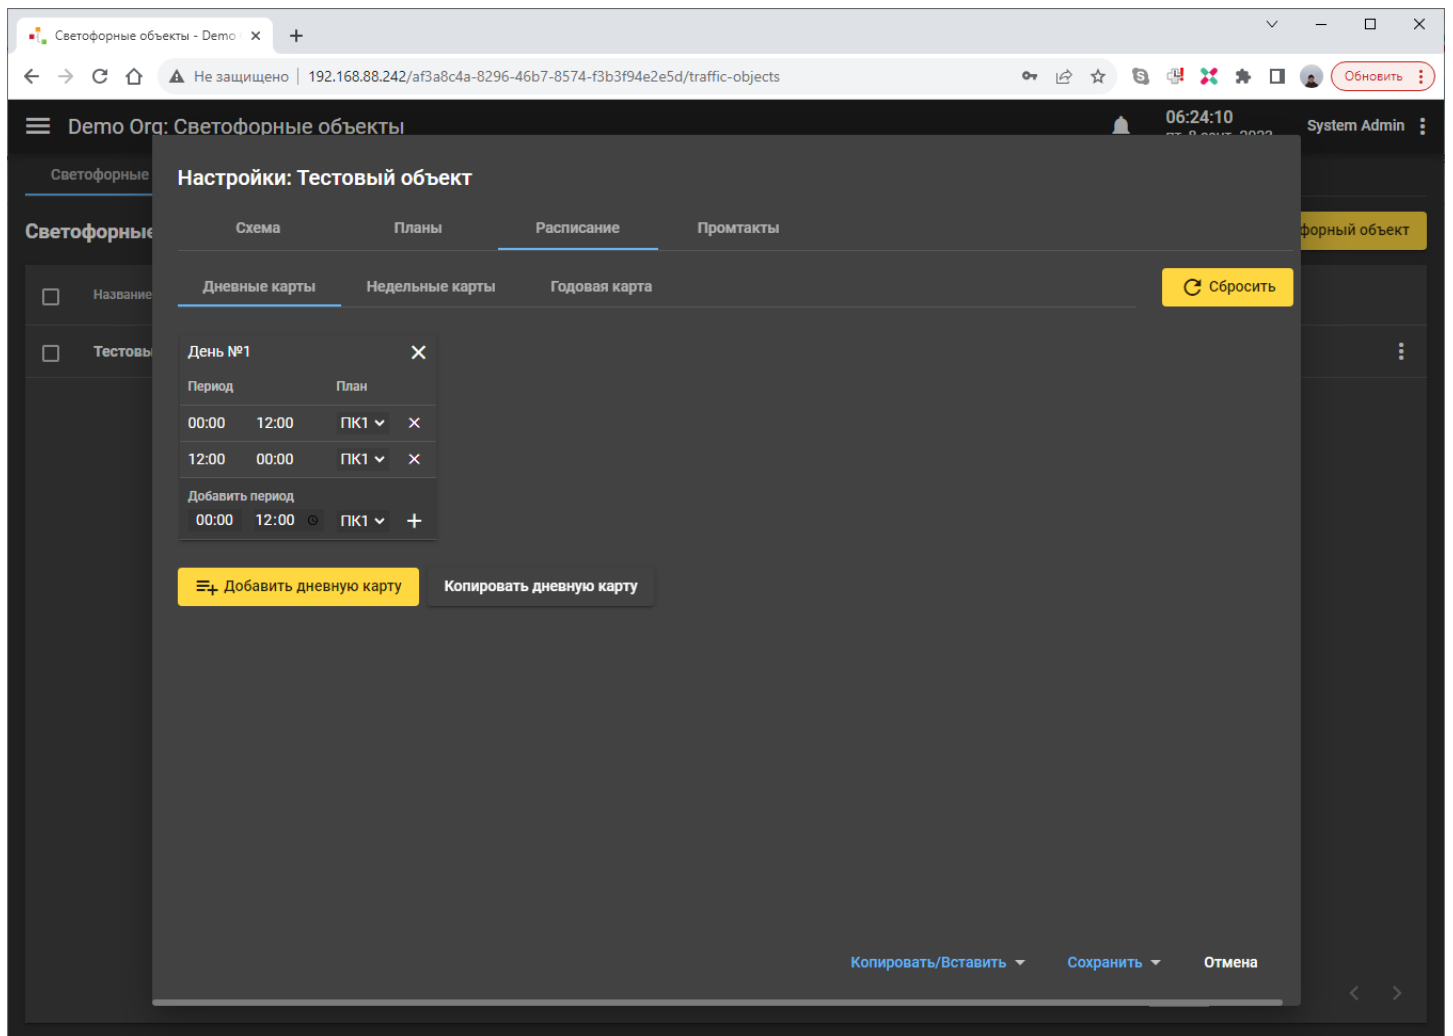 Светофорные объекты - Demo
Не защищено 192.168.88.242/af3a8c4a-8296-46b7-8574-f3b3f94e2e5d/traffic-objects
Обновить
Demo Org: Светофорные объекты
06:24:10
пт, 8 сент. 2023
System Admin
Светофорные
Настройки: Тестовый объект
Светофорные
Схема Планы Расписание Промтакты
форный объект
Дневные карты Недельные карты Годовая карта
Сбросить
Название
День №1
Тестовы
Период План
00:00 12:00 ПК1
12:00 00:00 ПК1
Добавить период
00:00 12:00 ПК1
Добавить дневную карту Копировать дневную карту
Копировать/Вставить Сохранить Отмена